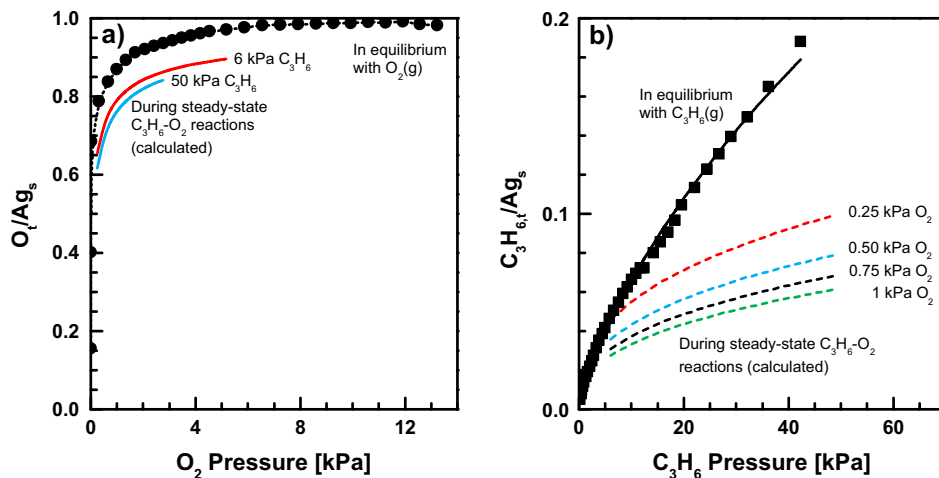 a)
6 kPa C₃H₆
50 kPa C₃H₆
During steady-state
C₃H₆-O₂ reactions
(calculated)
In equilibrium
with O₂(g)
Oₜ/Agₛ
1.0
0.8
0.6
0.4
0.2
0.0
0 4 8 12
O₂ Pressure [kPa]
b)
In equilibrium
with C₃H₆(g)
0.25 kPa O₂
0.50 kPa O₂
0.75 kPa O₂
1 kPa O₂
During steady-state C₃H₆-O₂
reactions (calculated)
C₃H₆,ₜ/Agₛ
0.2
0.1
0.0
0 20 40 60
C₃H₆ Pressure [kPa]